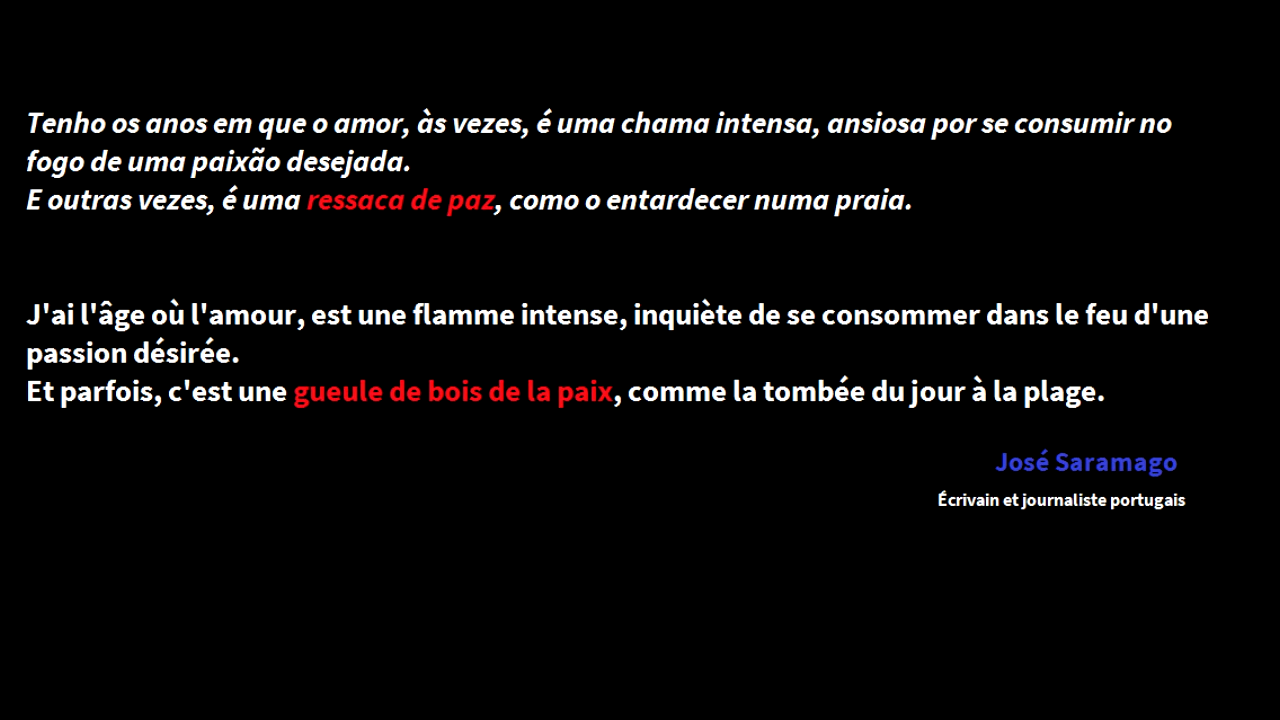 Tenho os anos em que o amor, às vezes, é uma chama intensa, ansiosa por se consumir no
fogo de uma paixão desejada.
E outras vezes, é uma ressaca de paz, como o entardecer numa praia.
J'ai l'âge où l'amour, est une flamme intense, inquiète de se consommer dans le feu d'une
passion désirée.
Et parfois, c'est une gueule de bois de la paix, comme la tombée du jour à la plage.
José Saramago
Écrivain et journaliste portugais